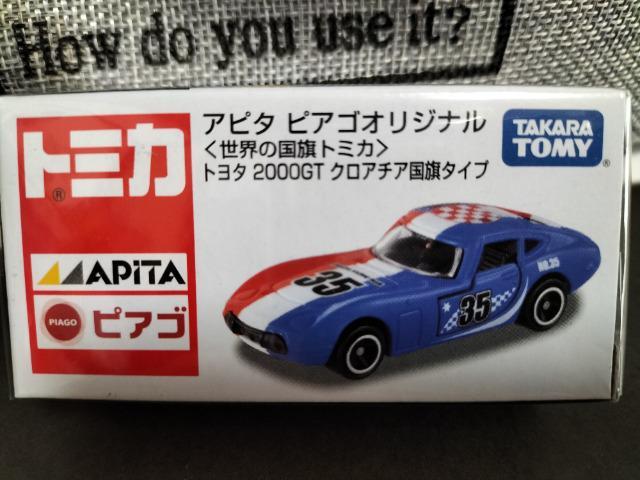 How do you use it?
トミカ
®
アピタ ピアゴオリジナル
<世界の国旗トミカ>
トヨタ 2000GT クロアチア国旗タイプ
TAKARA
TOMY
®
APiTA
PIAGO ピアゴ
35
NO.35
35